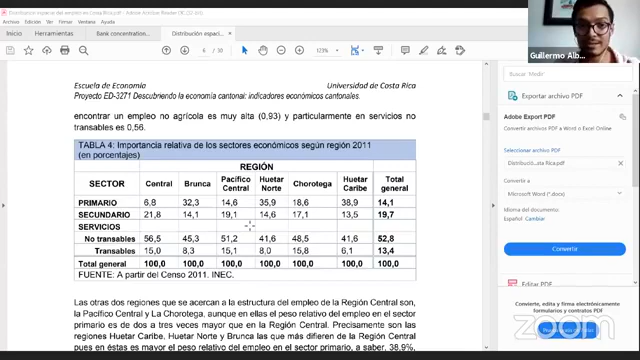 Distribución espacial del empleo en Costa Rica.pdf - Adobe Acrobat Reader DC (32-bit)
Archivo Edición Ver Firmar Ventana Ayuda
Inicio Herramientas Bank concentration... Distribución espaci... ×
6 / 30 123%
Guillermo Alb...
Escuela de Economía Universidad de Costa Rica
Proyecto ED-3271 Descubriendo la economía cantonal: indicadores económicos cantonales.
encontrar un empleo no agrícola es muy alta (0,93) y particularmente en servicios no
transables es 0,56.
TABLA 4: Importancia relativa de los sectores económicos según región 2011
(en porcentajes)
REGIÓN
SECTOR Central Brunca Pacífico Central Huetar Norte Chorotega Huetar Caribe Total general
PRIMARIO 6,8 32,3 14,6 35,9 18,6 38,9 14,1
SECUNDARIO 21,8 14,1 19,1 14,6 17,1 13,5 19,7
SERVICIOS
No transables 56,5 45,3 51,2 41,6 48,5 41,6 52,8
Transables 15,0 8,3 15,1 8,0 15,8 6,1 13,4
Total general 100,0 100,0 100,0 100,0 100,0 100,0 100,0
FUENTE: A partir del Censo 2011. INEC.
Las otras dos regiones que se acercan a la estructura del empleo de la Región Central son,
la Pacífico Central y La Chorotega, aunque en ellas el peso relativo del empleo en el sector
primario es de dos a tres veces mayor que en la Región Central. Precisamente son las
regiones Huetar Caribe, Huetar Norte y Brunca las que más difieren de la Región Central
pues en éstas es mayor el peso relativo del empleo en el sector primario, a saber, 38,9%,
Exportar archivo PDF
Adobe Export PDF
Convertir archivos PDF a Word o Excel Online
Seleccionar archivo PDF
Distribución...sta Rica.pdf ×
Convertir a
Microsoft Word (*.docx)
Idioma del documento:
Español Cambiar
Convertir
Editar PDF
Convierte, edita y firma electrónicamente
formularios y contratos PDF
LIVE